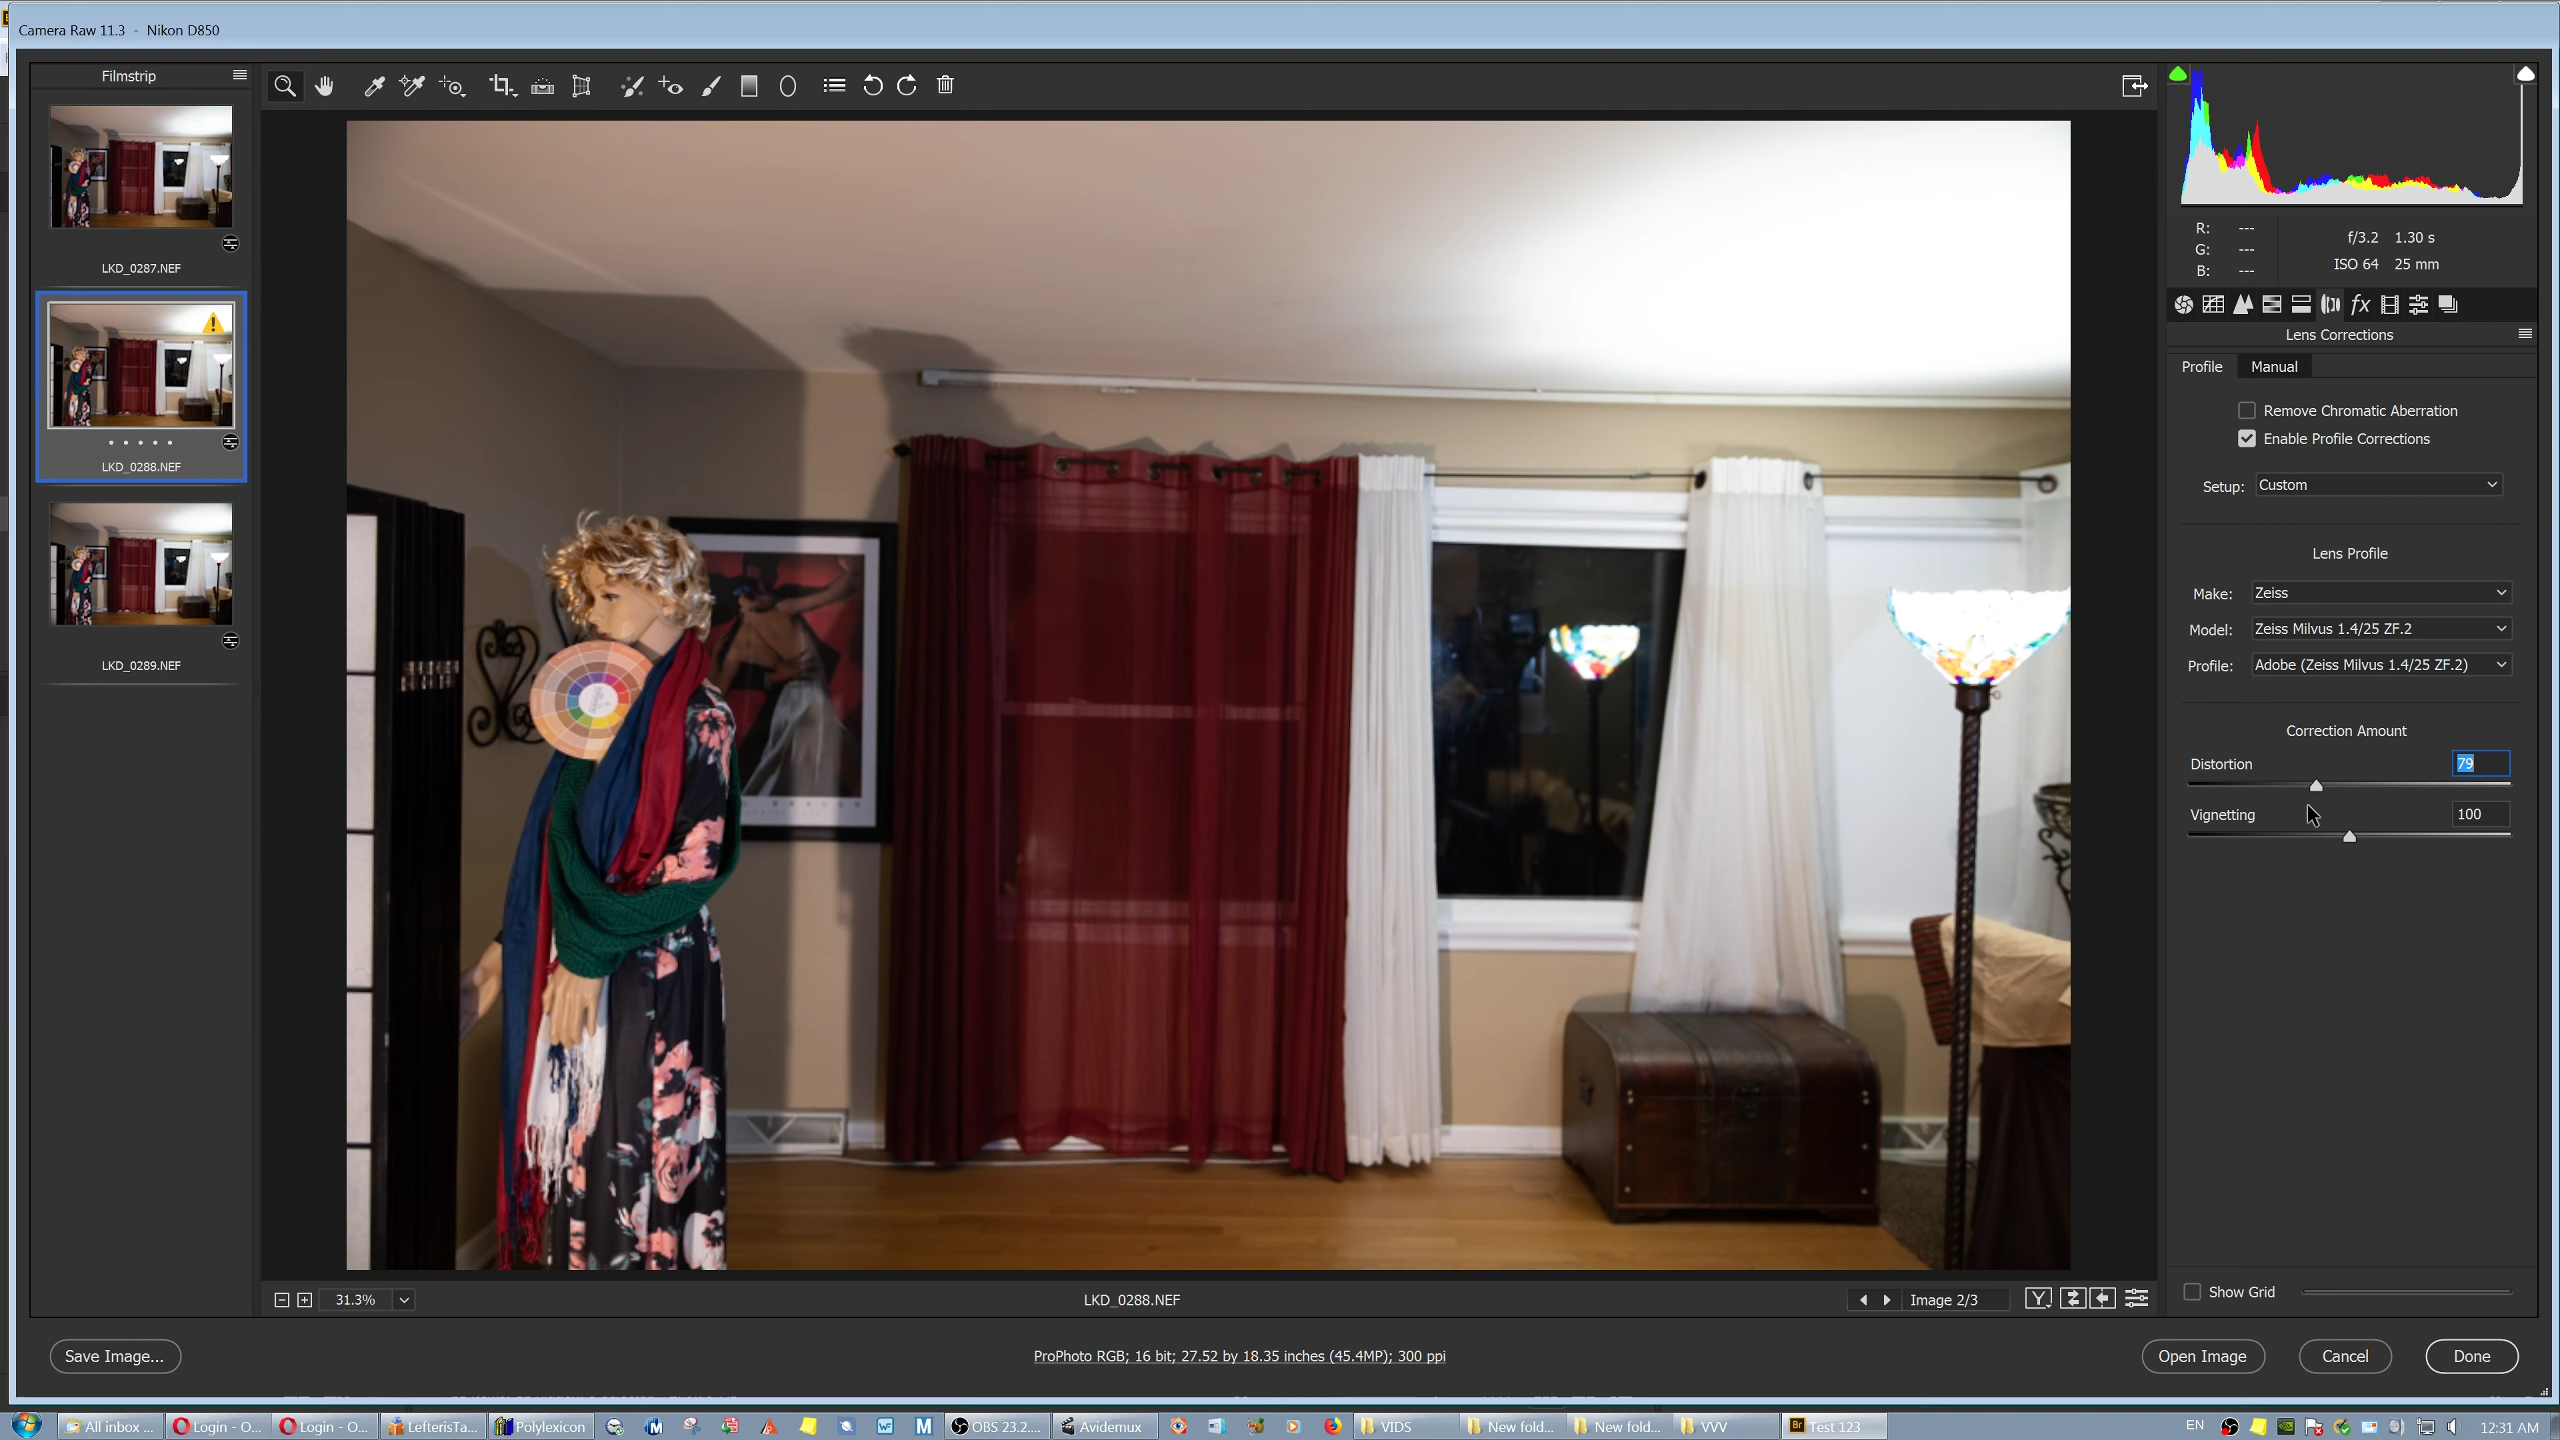 Camera Raw 11.3 - Nikon D850
Filmstrip
LKD_0287.NEF
LKD_0288.NEF
LKD_0289.NEF
R: ---
G: ---
B: ---
f/3.2 1.30 s
ISO 64 25 mm
fx
Lens Corrections
Profile Manual
Remove Chromatic Aberration
Enable Profile Corrections
Setup: Custom
Lens Profile
Make: Zeiss
Model: Zeiss Milvus 1.4/25 ZF.2
Profile: Adobe (Zeiss Milvus 1.4/25 ZF.2)
Correction Amount
Distortion 79
Vignetting 100
31.3%
LKD_0288.NEF
Image 2/3
Y
Show Grid
Save Image...
ProPhoto RGB; 16 bit; 27.52 by 18.35 inches (45.4MP); 300 ppi
Open Image Cancel Done
All inbox ... Login - O... Login - O... LefterisTa... Polylexicon OBS 23.2.... Avidemux VIDS New fold... New fold... VVV Br Test 123 EN 12:31 AM